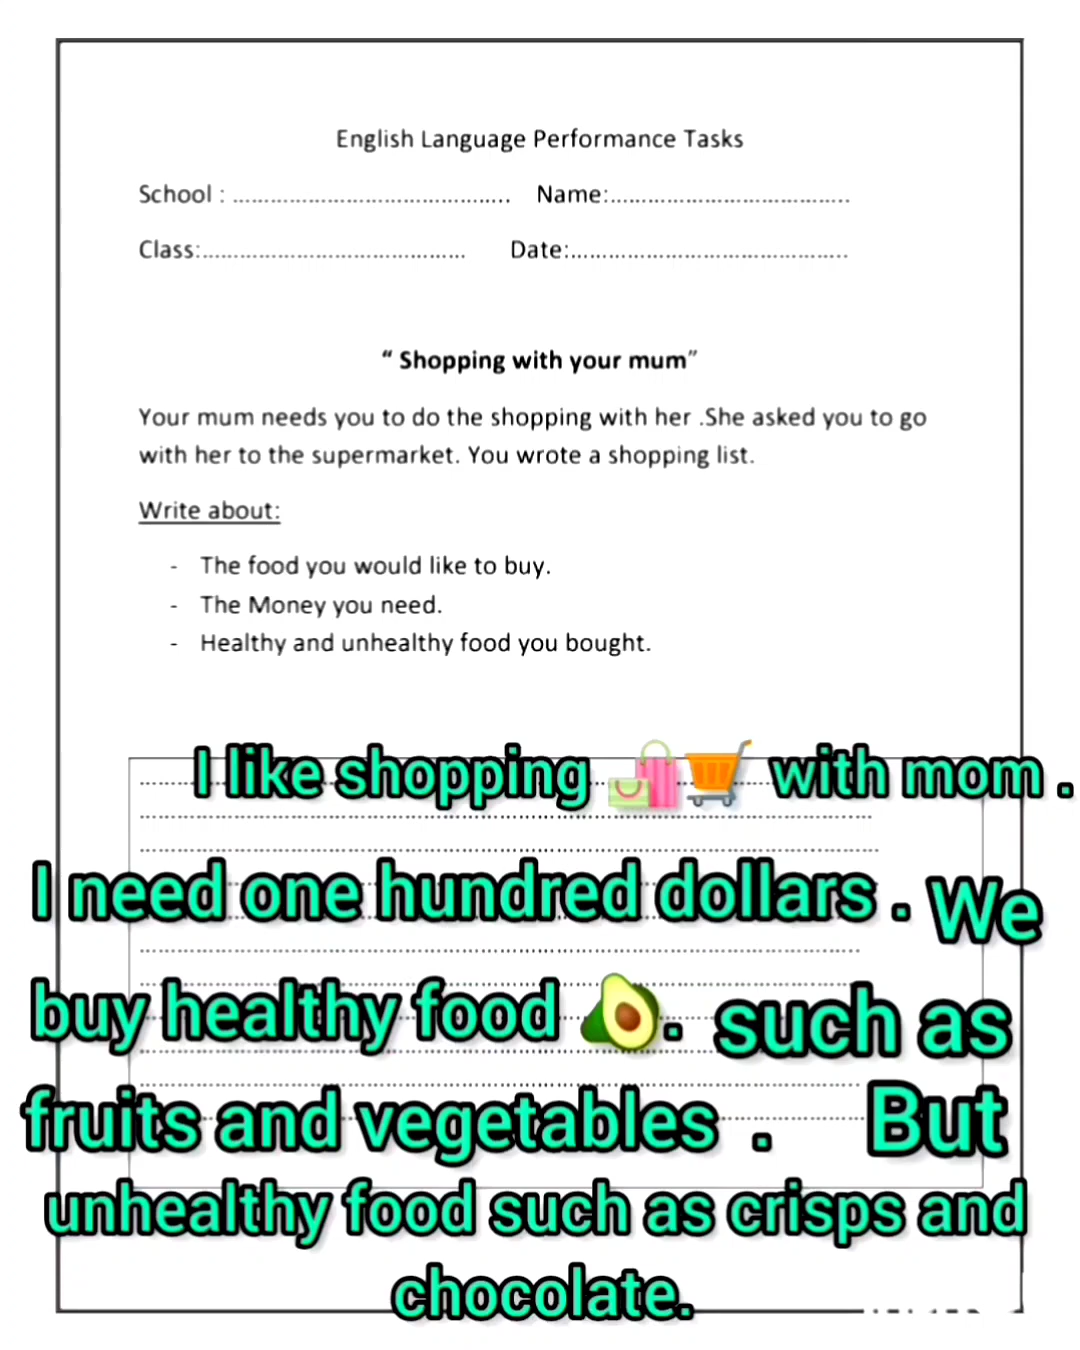 English Language Performance Tasks
School : ............................................ Name:......................................
Class:.......................................... Date:............................................
“ Shopping with your mum”
Your mum needs you to do the shopping with her .She asked you to go
with her to the supermarket. You wrote a shopping list.
Write about:
- The food you would like to buy.
- The Money you need.
- Healthy and unhealthy food you bought.
I like shopping 🛍️🛒 with mom .
I need one hundred dollars . We
buy healthy food 🥑. such as
fruits and vegetables . But
unhealthy food such as crisps and
chocolate.